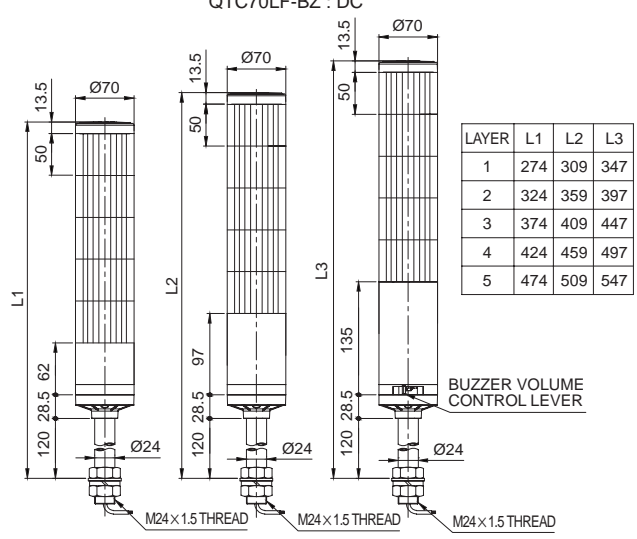 QTC70LF-BZ : DC
13.5
Ø70
50
L1
62
28.5
120
Ø24
M24×1.5 THREAD
13.5
Ø70
50
L2
97
28.5
120
Ø24
M24×1.5 THREAD
13.5
Ø70
50
L3
135
28.5
120
Ø24
M24×1.5 THREAD
BUZZER VOLUME
CONTROL LEVER
LAYER L1 L2 L3
1 274 309 347
2 324 359 397
3 374 409 447
4 424 459 497
5 474 509 547